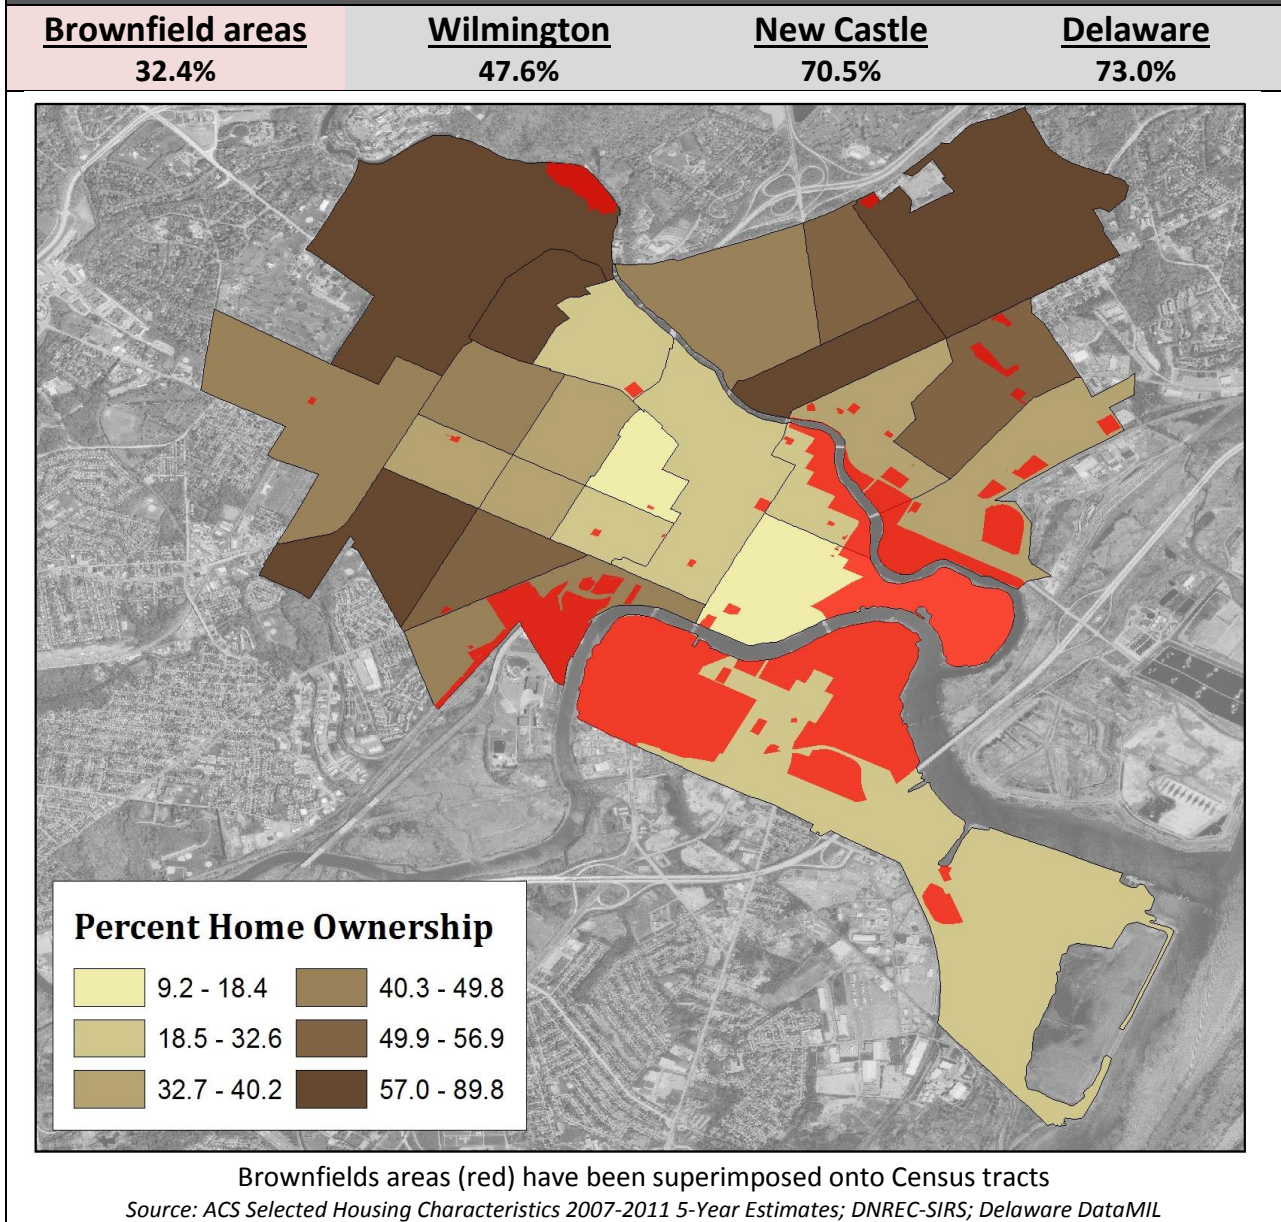 Brownfield areas Wilmington New Castle Delaware
32.4% 47.6% 70.5% 73.0%
Percent Home Ownership
9.2 - 18.4 40.3 - 49.8
18.5 - 32.6 49.9 - 56.9
32.7 - 40.2 57.0 - 89.8
Brownfields areas (red) have been superimposed onto Census tracts
Source: ACS Selected Housing Characteristics 2007-2011 5-Year Estimates; DNREC-SIRS; Delaware DataMIL